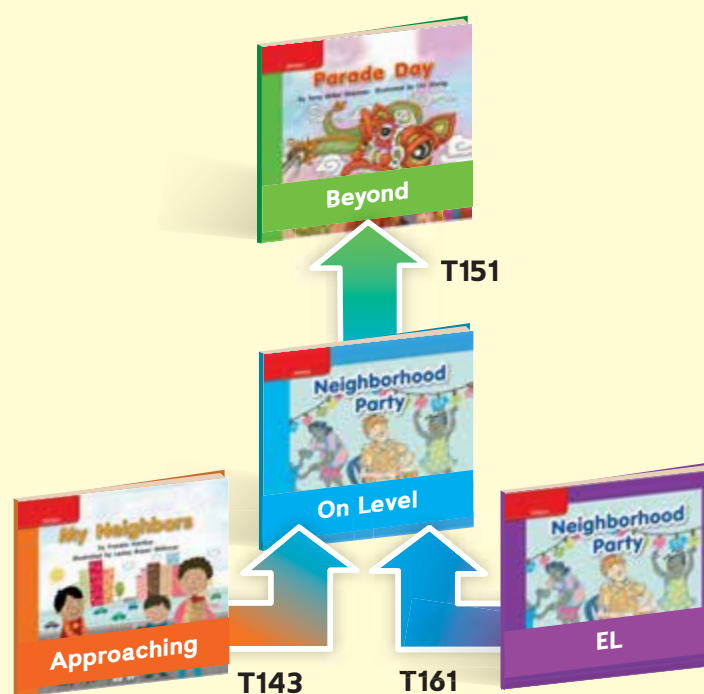 Parade Day
Beyond
T151
Neighborhood
Party
On Level
My Neighbors
Approaching
T143
Neighborhood
Party
EL
T161